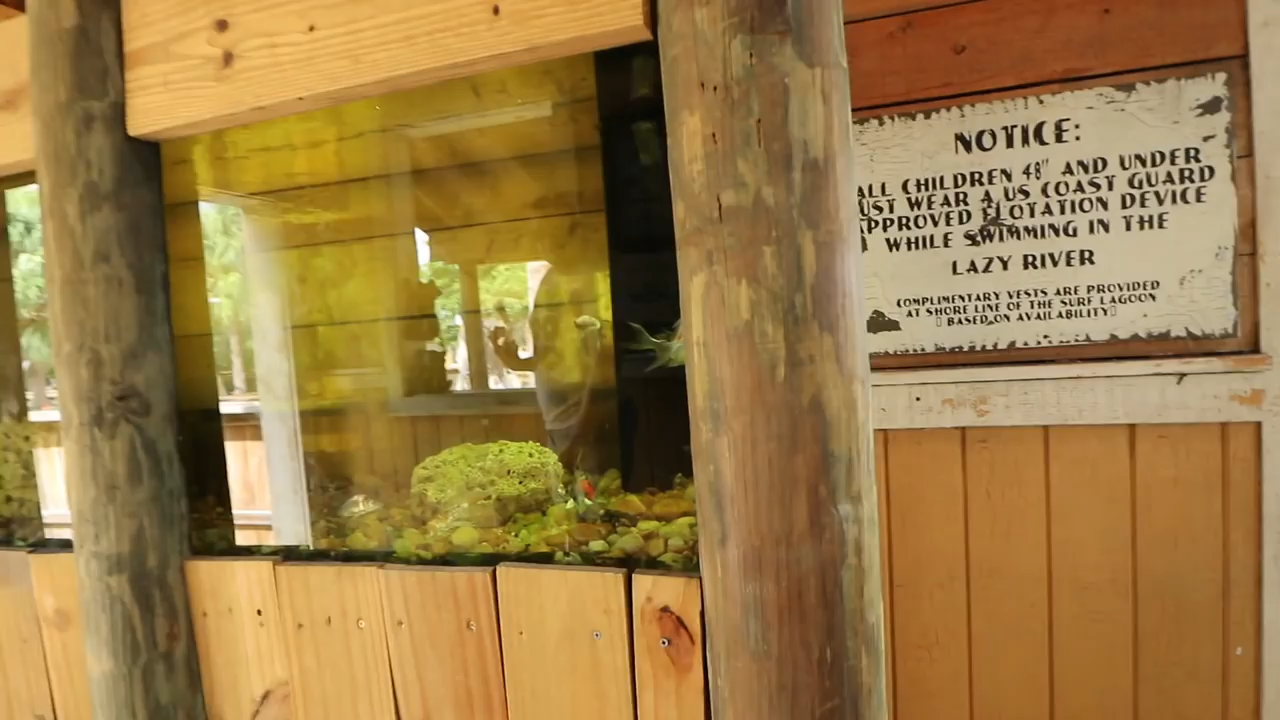 NOTICE:
ALL CHILDREN 48" AND UNDER
UST WEAR A US COAST GUARD
APPROVED FLOTATION DEVICE
WHILE SWIMMING IN THE
LAZY RIVER
COMPLIMENTARY VESTS ARE PROVIDED
AT SHORE LINE OF THE SURF LAGOON
▯ BASED ON AVAILABILITY▯